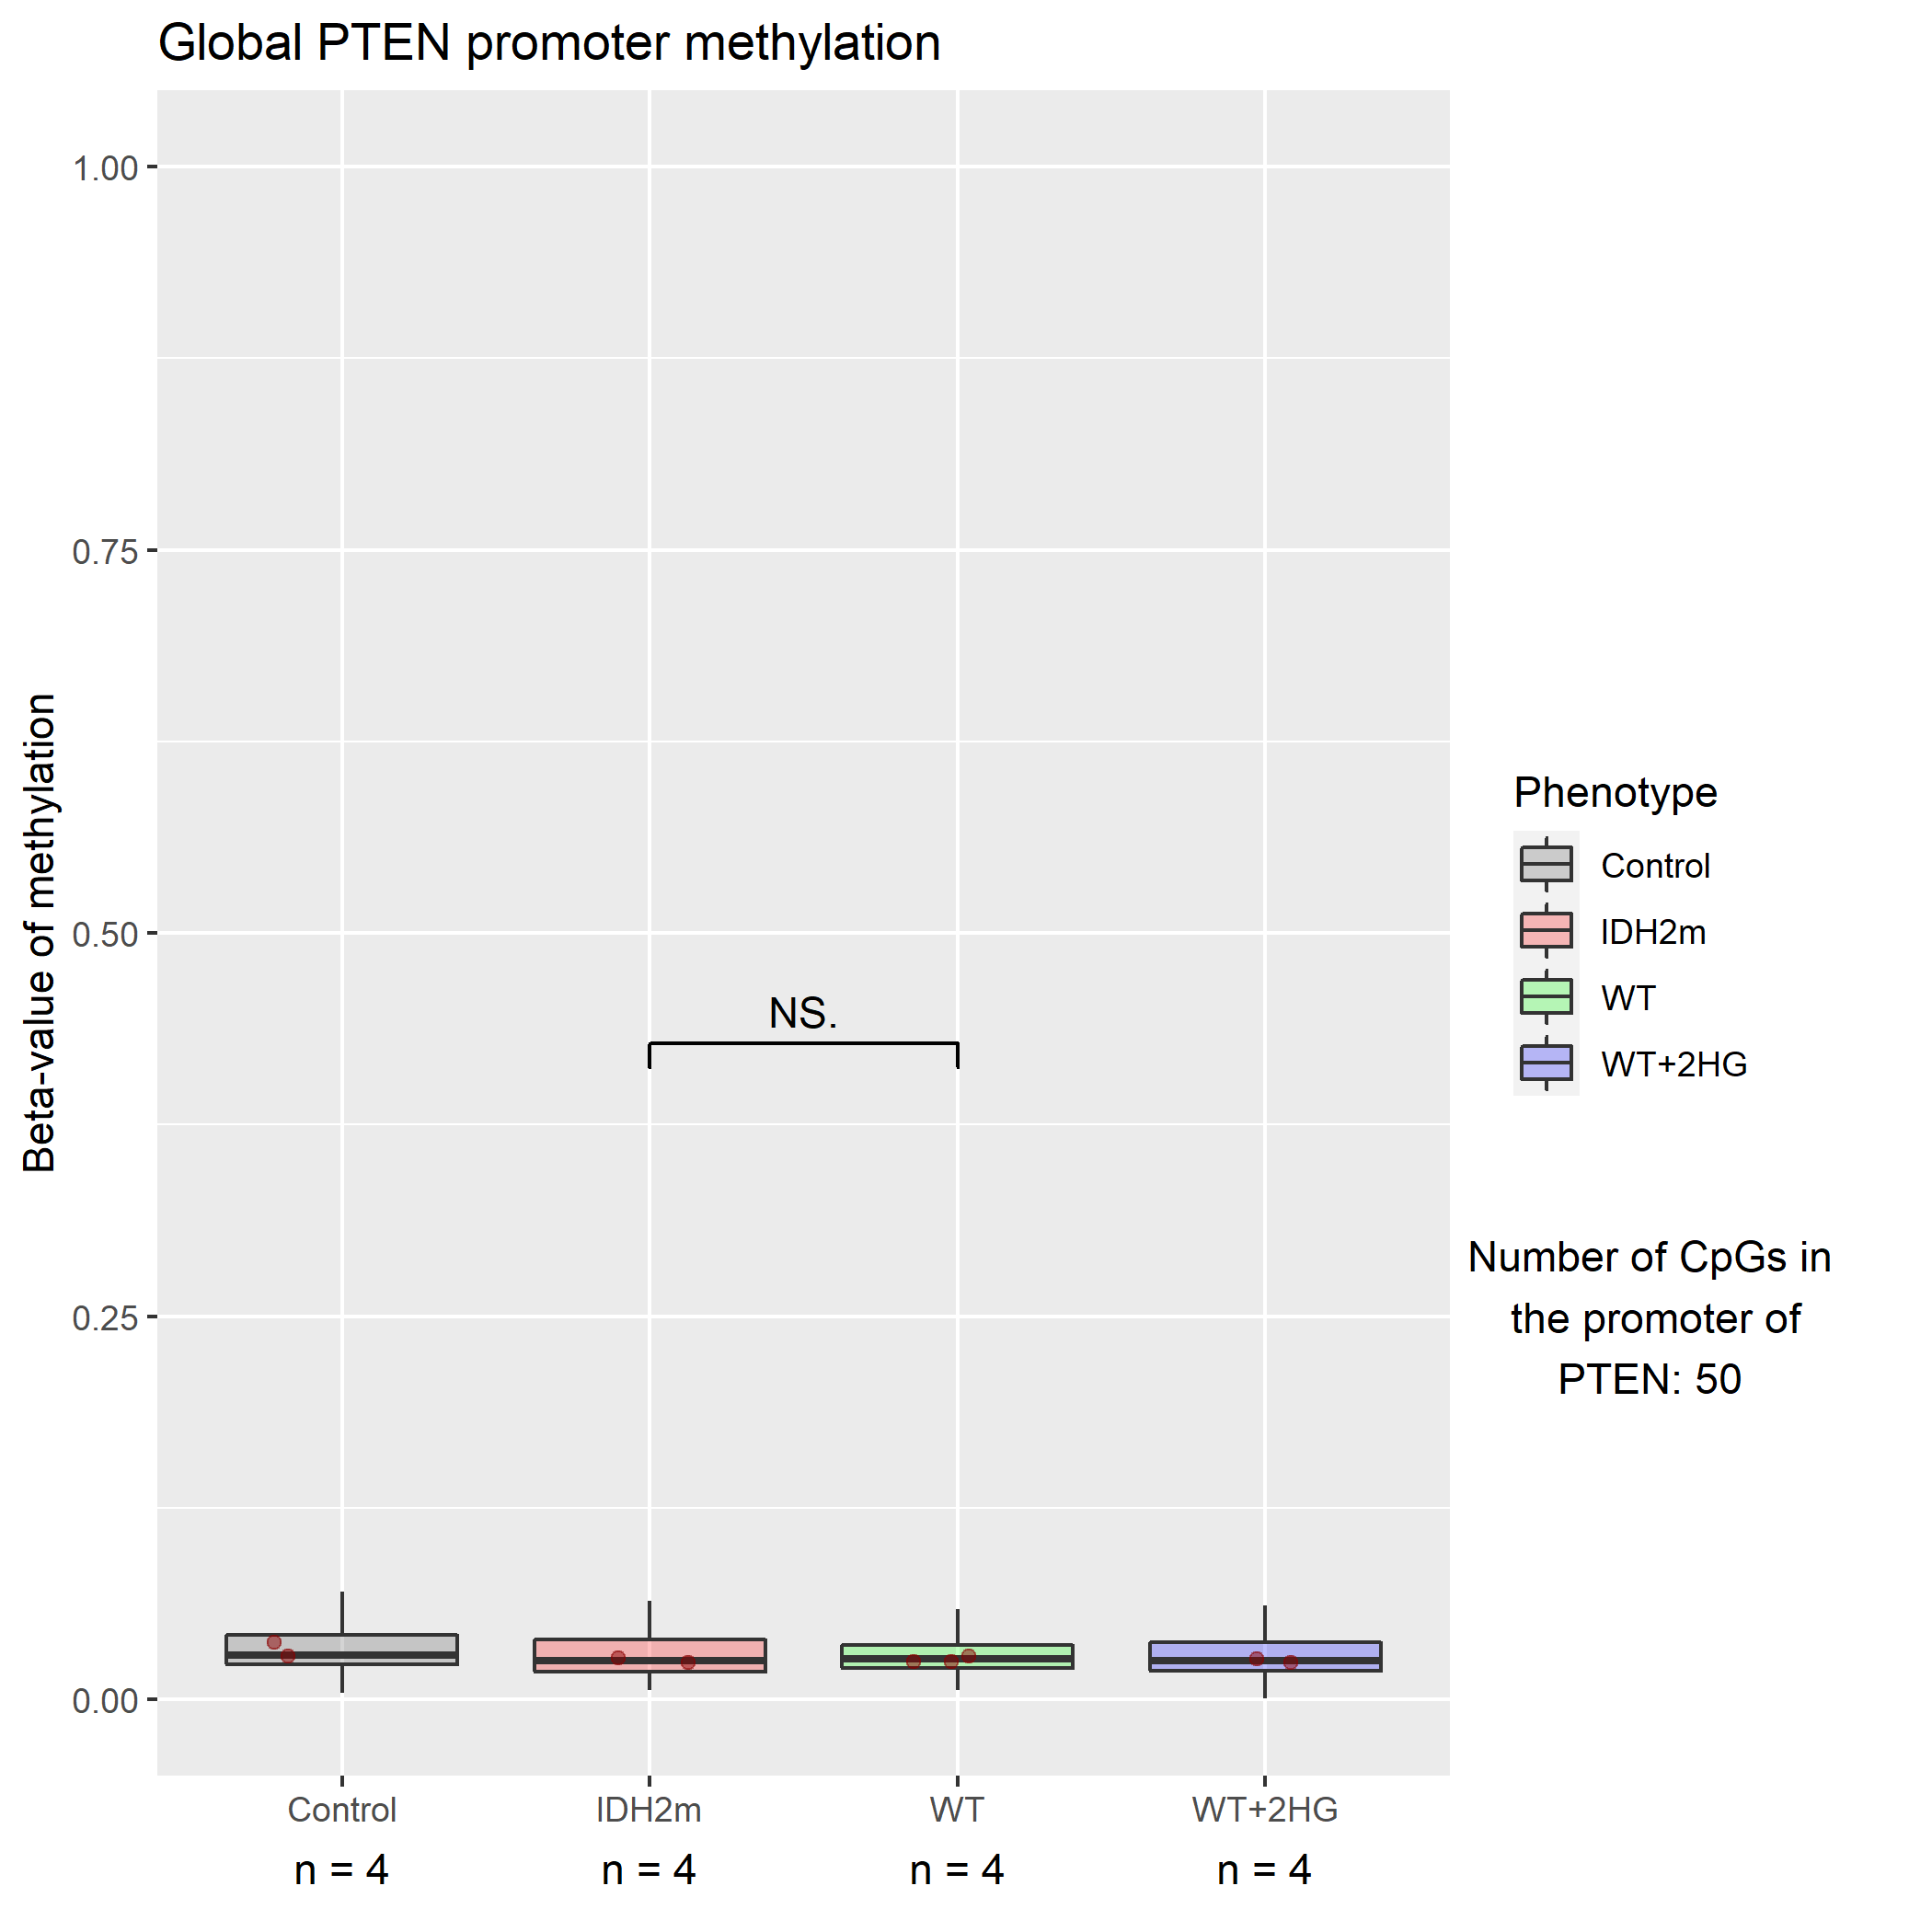 Global PTEN promoter methylation
Beta-value of methylation
1.00
0.75
0.50
0.25
0.00
NS.
Control
IDH2m
WT
WT+2HG
n = 4
n = 4
n = 4
n = 4
Phenotype
Control
IDH2m
WT
WT+2HG
Number of CpGs in
the promoter of
PTEN: 50